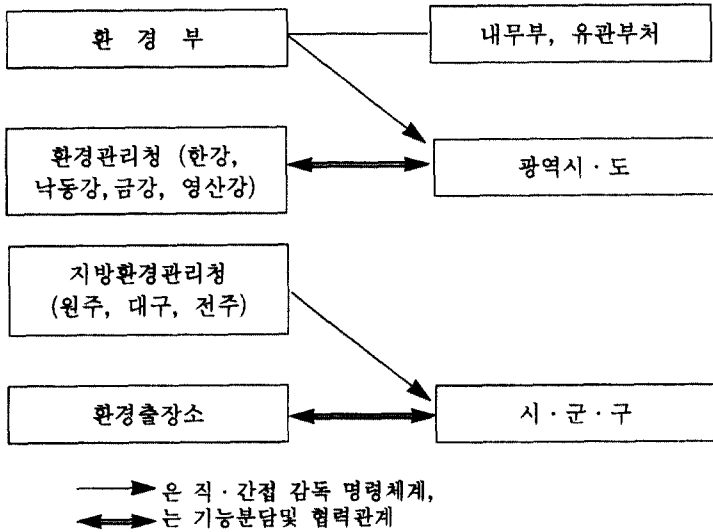 환 경 부
내무부, 유관부처
환경관리청 (한강,
낙동강, 금강, 영산강)
광역시 · 도
지방환경관리청
(원주, 대구, 전주)
환경출장소
시 · 군 · 구
은 직 · 간접 감독 명령체계,
는 기능분담및 협력관계